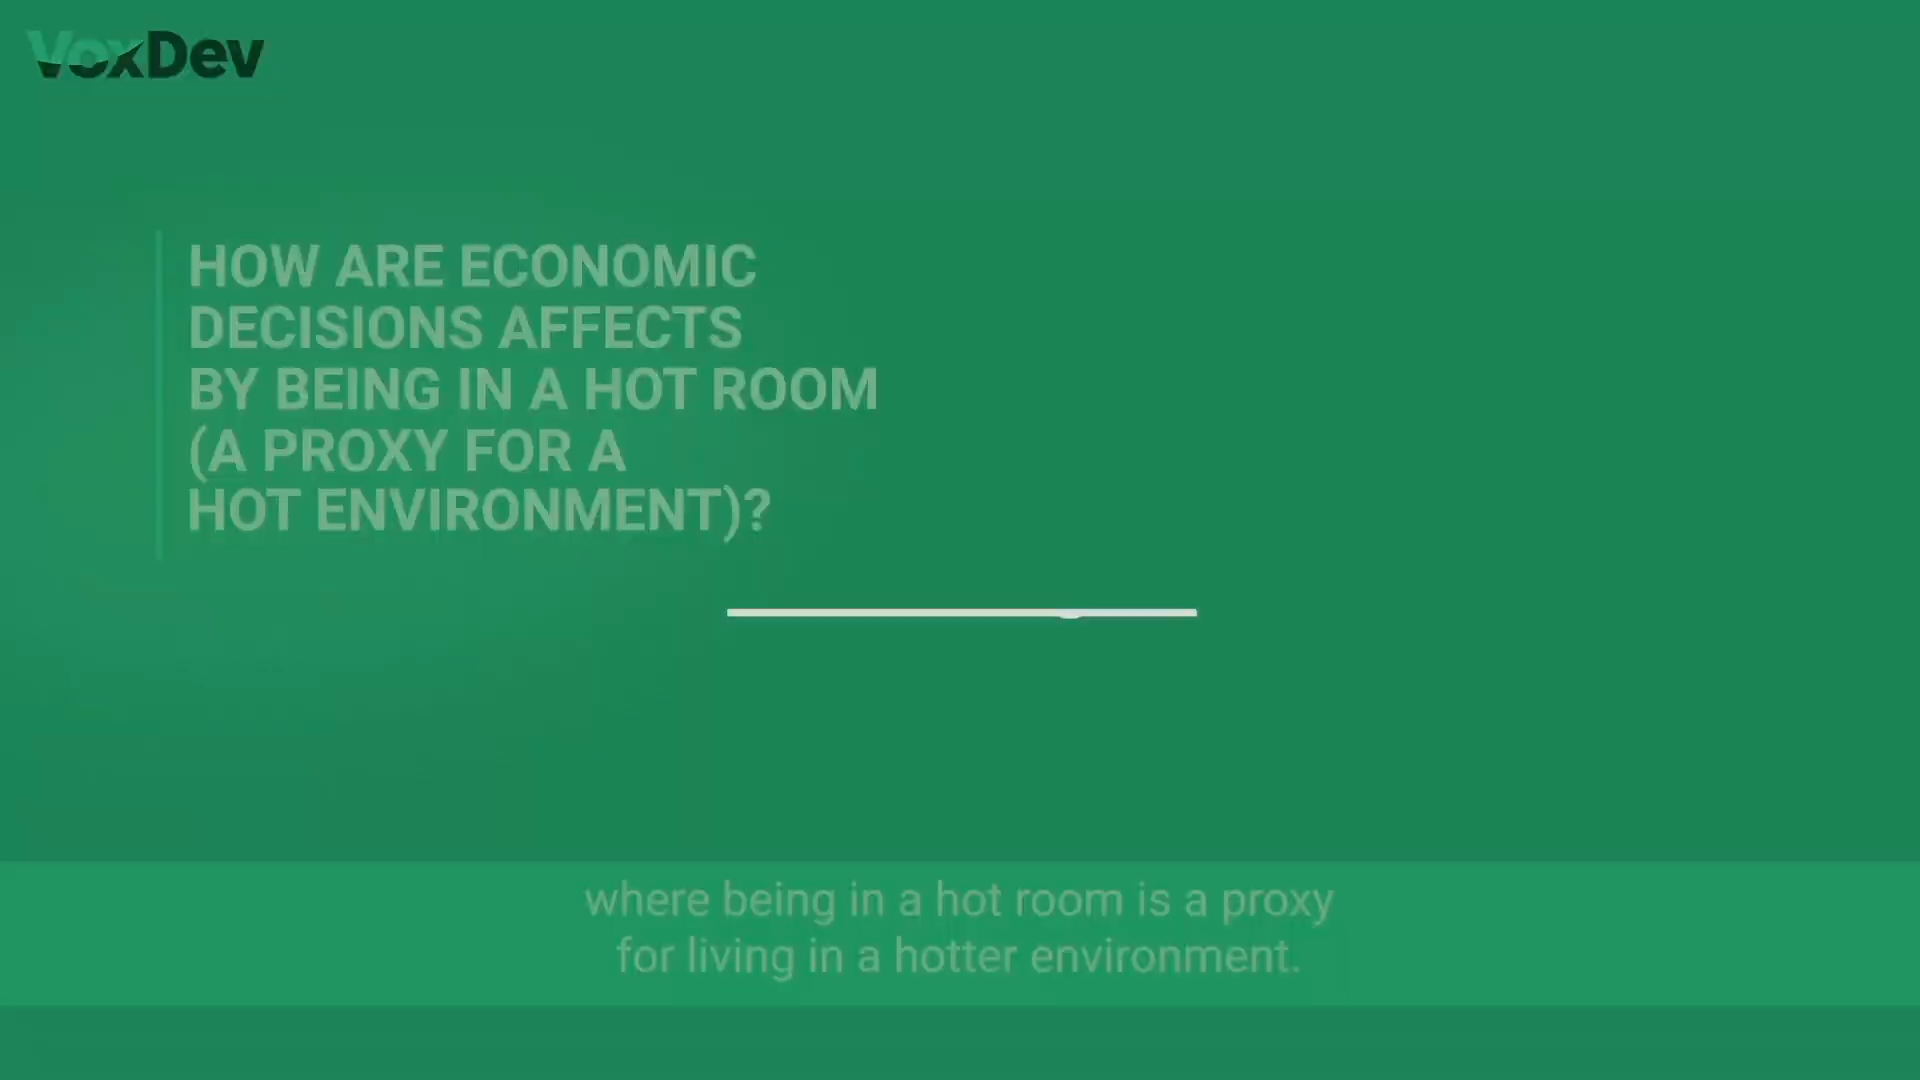 VoxDev
HOW ARE ECONOMIC
DECISIONS AFFECTS
BY BEING IN A HOT ROOM
(A PROXY FOR A
HOT ENVIRONMENT)?
where being in a hot room is a proxy
for living in a hotter environment.